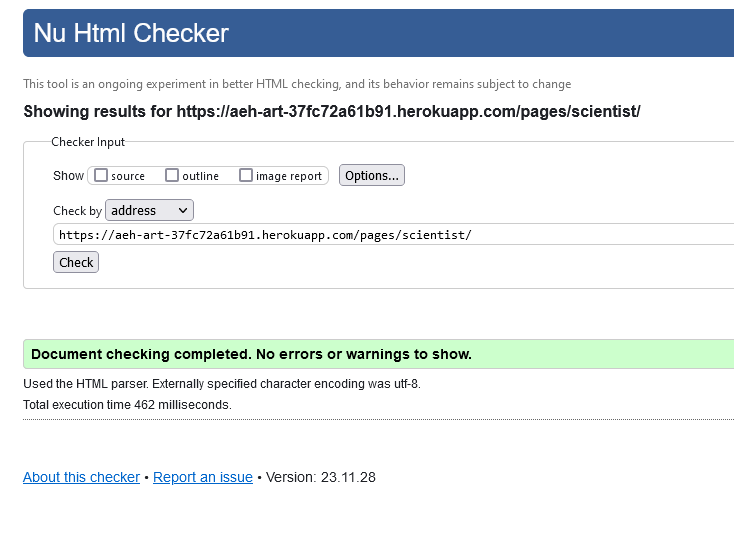 Nu Html Checker
This tool is an ongoing experiment in better HTML checking, and its behavior remains subject to change
Showing results for https://aeh-art-37fc72a61b91.herokuapp.com/pages/scientist/
Checker Input
Show source outline image report Options...
Check by address
https://aeh-art-37fc72a61b91.herokuapp.com/pages/scientist/
Check
Document checking completed. No errors or warnings to show.
Used the HTML parser. Externally specified character encoding was utf-8.
Total execution time 462 milliseconds.
About this checker • Report an issue • Version: 23.11.28